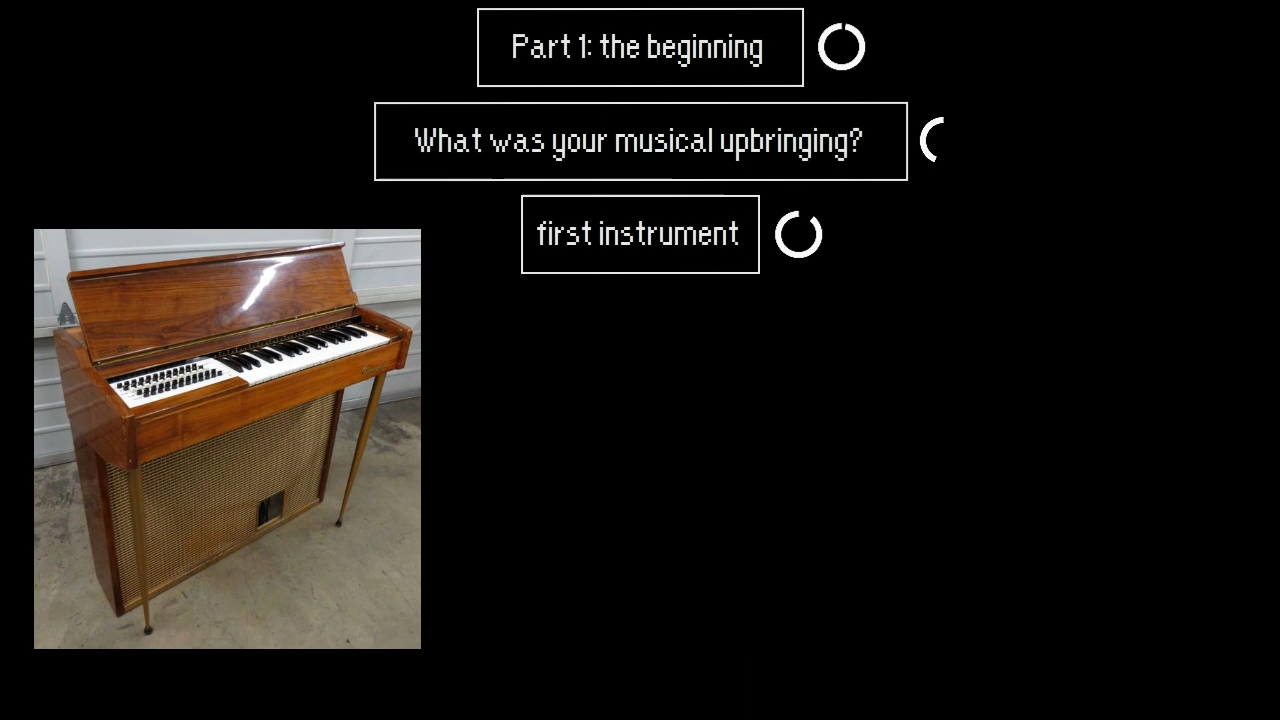 Part 1: the beginning
What was your musical upbringing?
first instrument